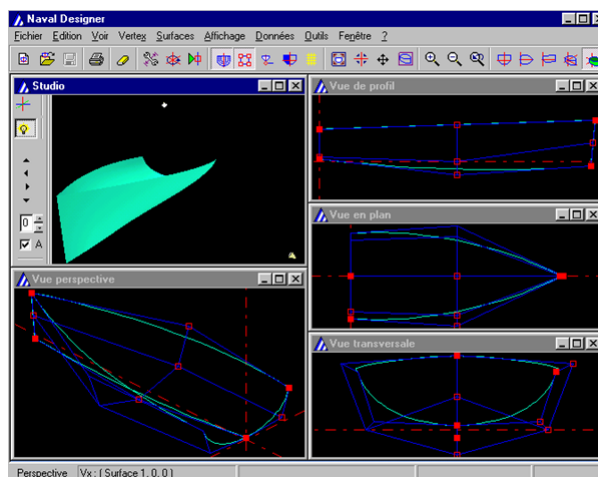 Naval Designer
Fichier Edition Voir Vertex Surfaces Affichage Données Outils Fenêtre ?
Studio
0
A
Vue de profil
Vue en plan
Vue perspective
Vue transversale
Perspective Vx : ( Surface 1, 0, 0 )